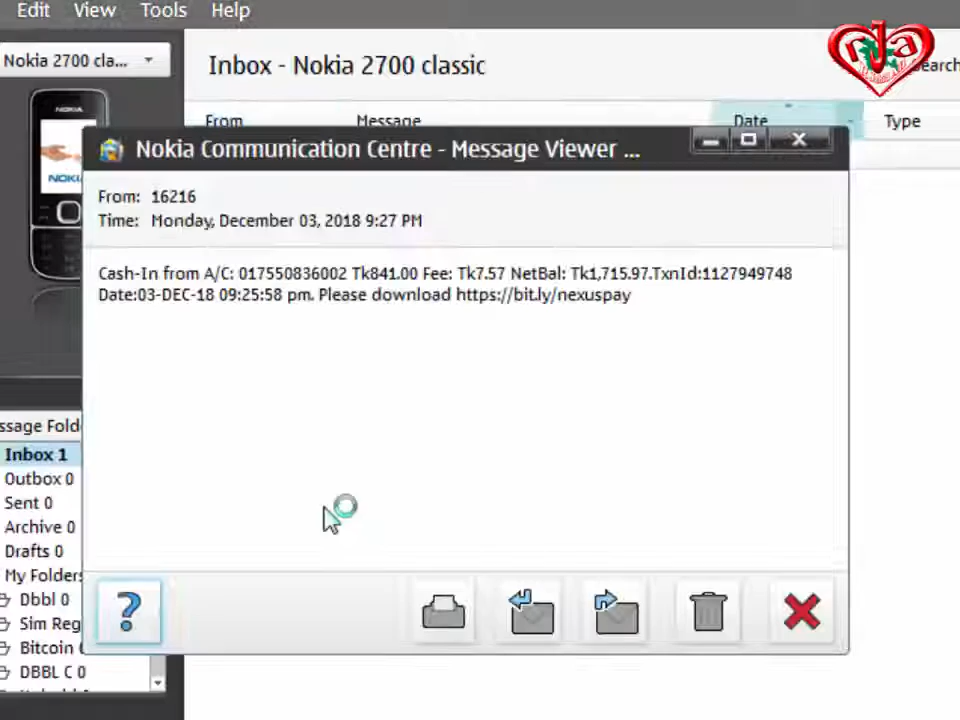 Edit View Tools Help
Nokia 2700 cla...
Inbox - Nokia 2700 classic
NOKIA
From Message Date Type
Nokia Communication Centre - Message Viewer ...
From: 16216
Time: Monday, December 03, 2018 9:27 PM
Cash-In from A/C: 017550836002 Tk841.00 Fee: Tk7.57 NetBal: Tk1,715.97.TxnId:1127949748
Date:03-DEC-18 09:25:58 pm. Please download https://bit.ly/nexuspay
Inbox 1
Outbox 0
Sent 0
Archive 0
Drafts 0
My Folders
Dbbl 0
Sim Reg
Bitcoin
DBBL C 0